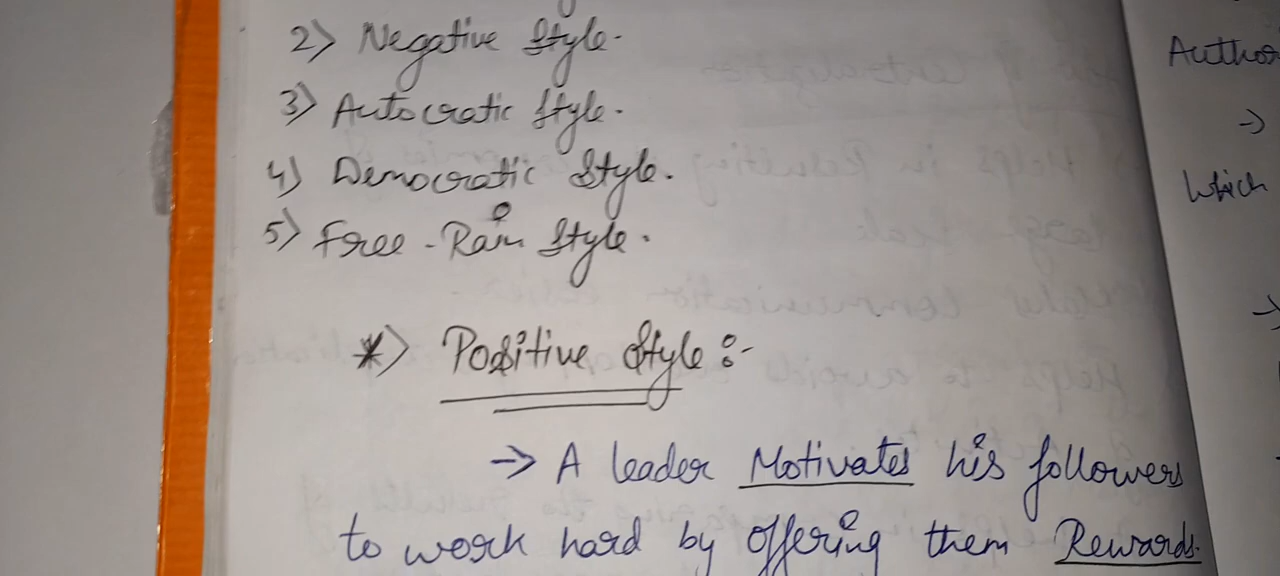 2) Negative Style.
3) Autocratic Style.
4) Democratic Style.
5) Free - Rain Style.
*) Positive Style :-
→ A leader Motivates his followers
to work hard by offering them Rewards.
Author
→
Which
→